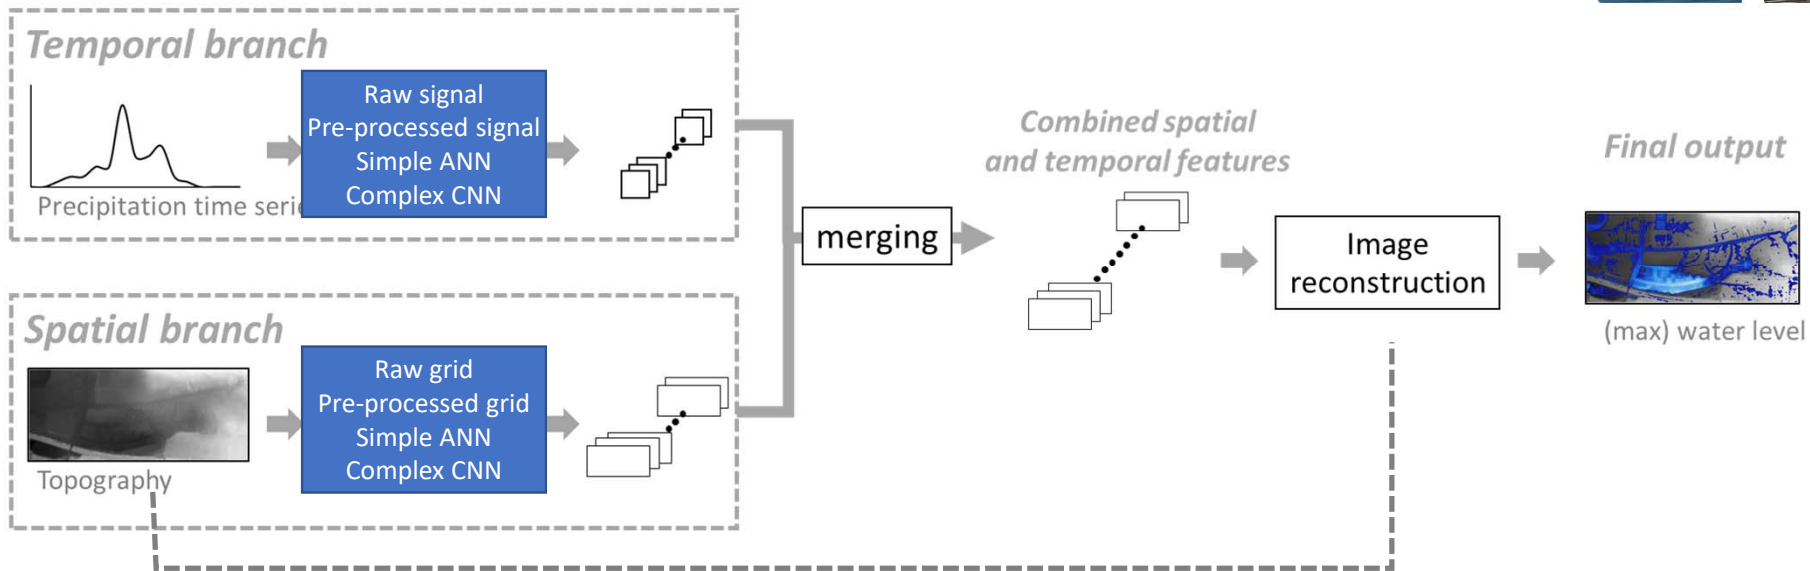 Temporal branch
Raw signal
Pre-processed signal
Simple ANN
Complex CNN
Precipitation time serie
Spatial branch
Raw grid
Pre-processed grid
Simple ANN
Complex CNN
Topography
merging
Combined spatial
and temporal features
Image
reconstruction
Final output
(max) water level